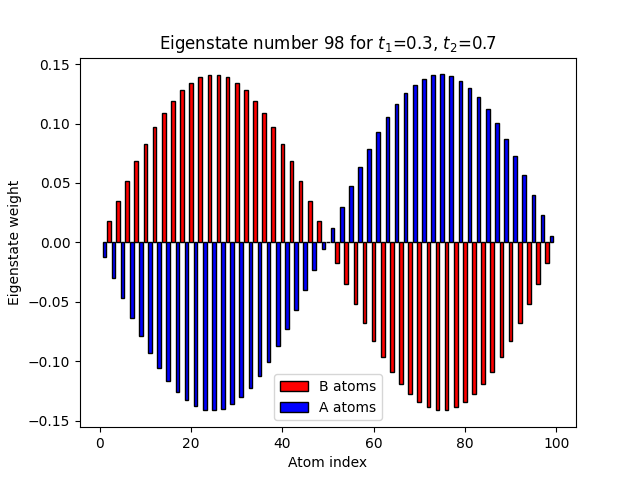 Eigenstate number 98 for $t_1$=0.3, $t_2$=0.7
Eigenstate weight
0.15
0.10
0.05
0.00
−0.05
−0.10
−0.15
B atoms
A atoms
0 20 40 60 80 100
Atom index